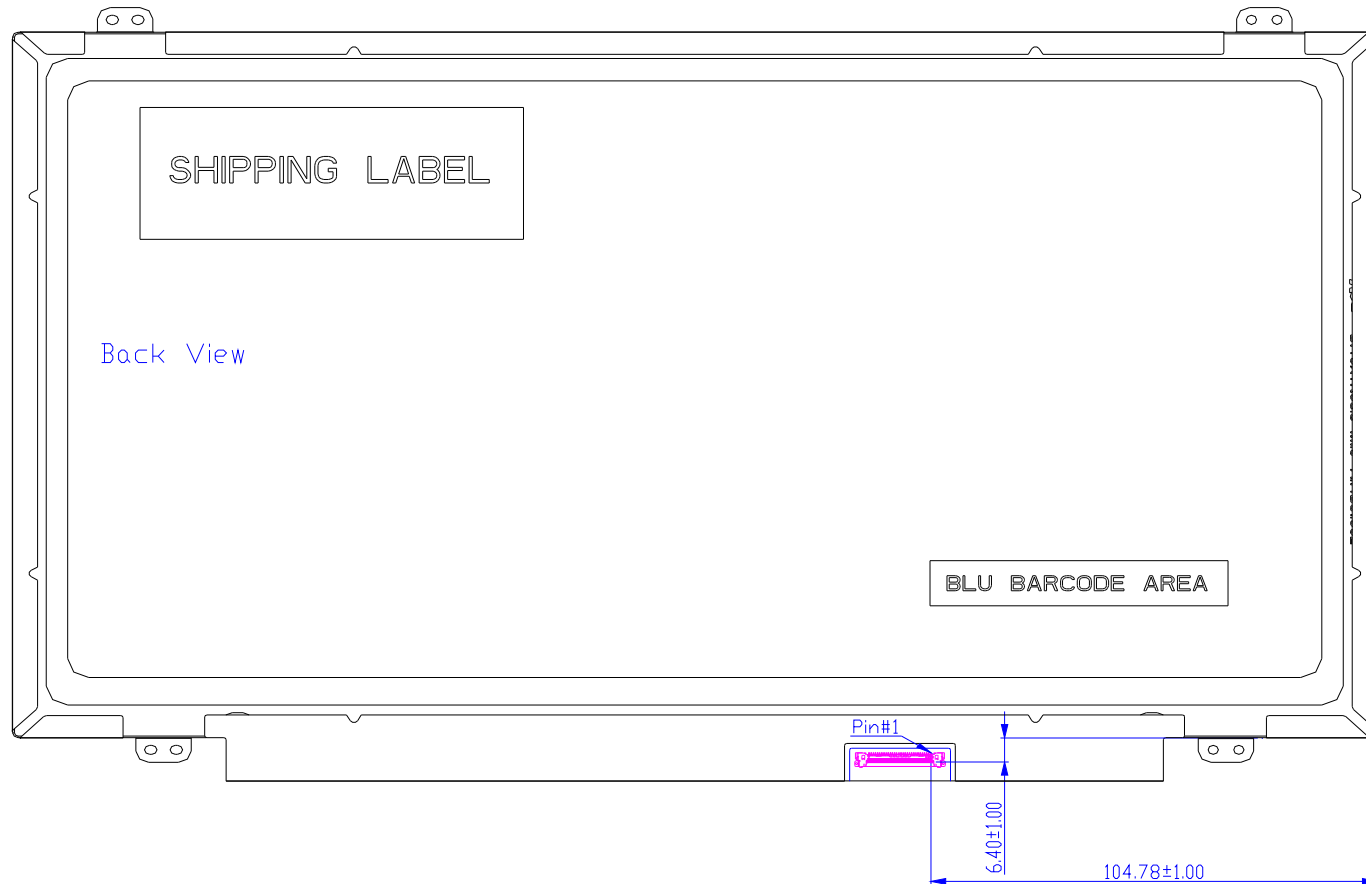 SHIPPING LABEL
Back View
BLU BARCODE AREA
Pin#1
6.40±1.00
104.78±1.00